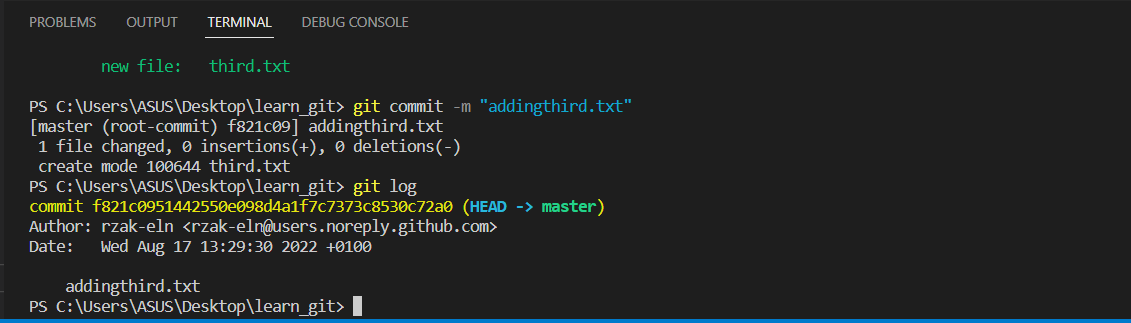 PROBLEMS OUTPUT TERMINAL DEBUG CONSOLE
new file: third.txt
PS C:\Users\ASUS\Desktop\learn_git> git commit -m "addingthird.txt"
[master (root-commit) f821c09] addingthird.txt
1 file changed, 0 insertions(+), 0 deletions(-)
create mode 100644 third.txt
PS C:\Users\ASUS\Desktop\learn_git> git log
commit f821c0951442550e098d4a1f7c7373c8530c72a0 (HEAD -> master)
Author: rzak-eln <rzak-eln@users.noreply.github.com>
Date: Wed Aug 17 13:29:30 2022 +0100
addingthird.txt
PS C:\Users\ASUS\Desktop\learn_git>